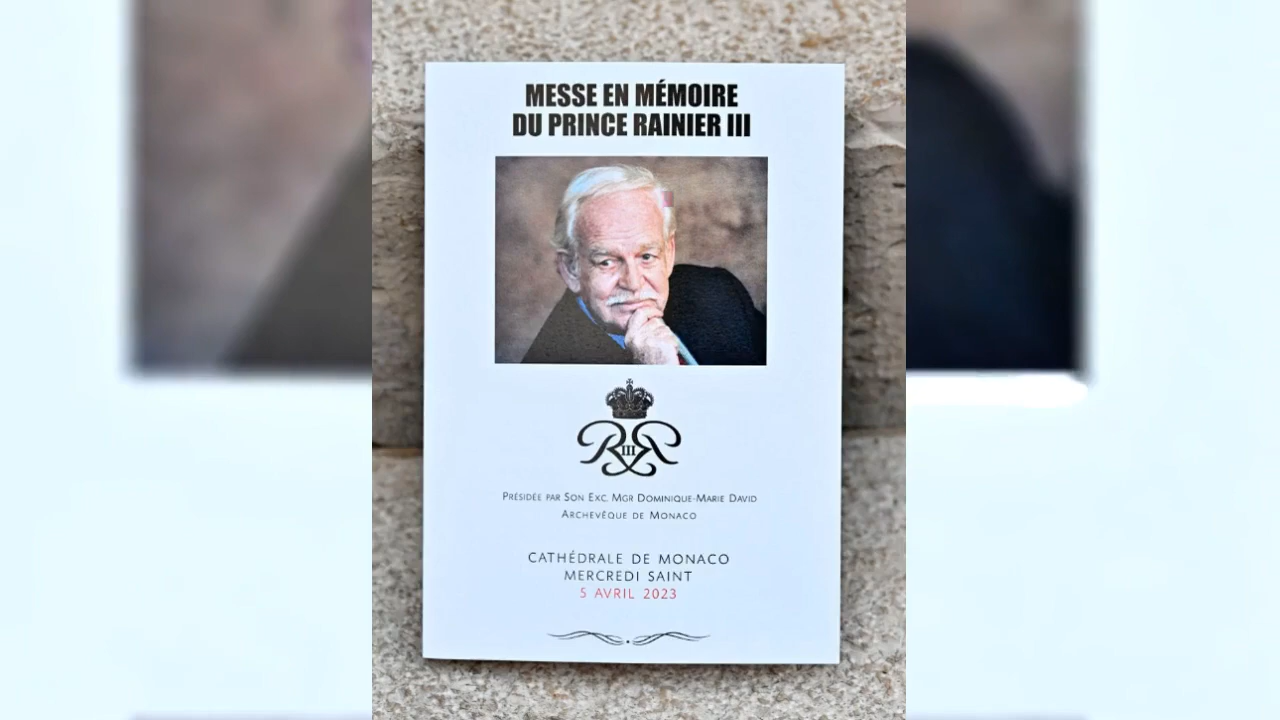 MESSE EN MÉMOIRE
DU PRINCE RAINIER III
III
PRÉSIDÉE PAR SON EXC. MGR DOMINIQUE-MARIE DAVID
ARCHEVÊQUE DE MONACO
CATHÉDRALE DE MONACO
MERCREDI SAINT
5 AVRIL 2023